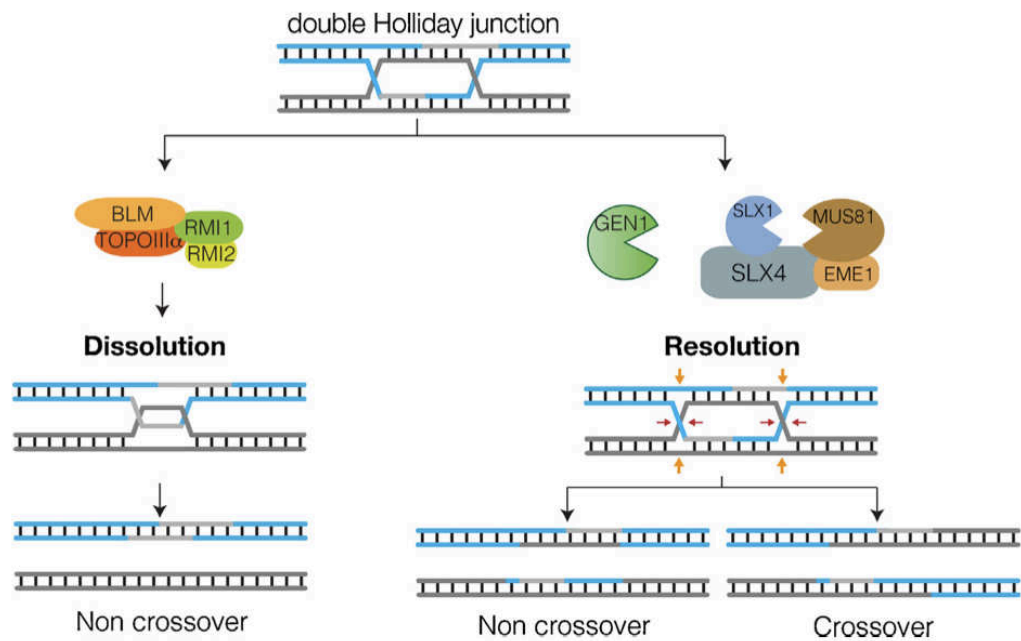 double Holliday junction
BLM
TOPOIIIα
RMI1
RMI2
GEN1
SLX1
MUS81
SLX4
EME1
Dissolution
Resolution
Non crossover
Non crossover
Crossover